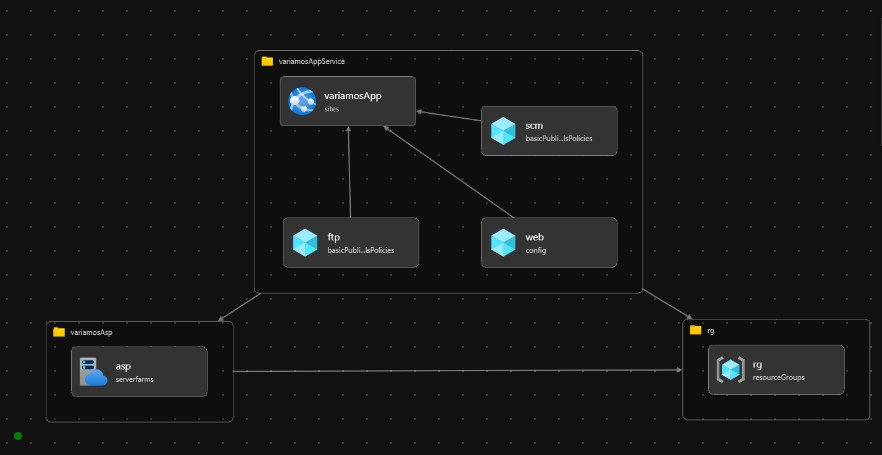 variamosAppService
variamosApp
sites
scm
basicPubli...lsPolicies
ftp
basicPubli...lsPolicies
web
config
variamosAsp
asp
serverfarms
rg
rg
resourceGroups